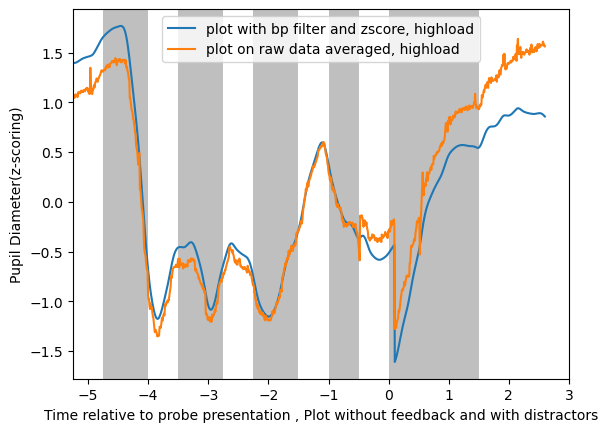 plot with bp filter and zscore, highload
plot on raw data averaged, highload
Pupil Diameter(z-scoring)
1.5
1.0
0.5
0.0
−0.5
−1.0
−1.5
−5 −4 −3 −2 −1 0 1 2 3
Time relative to probe presentation , Plot without feedback and with distractors